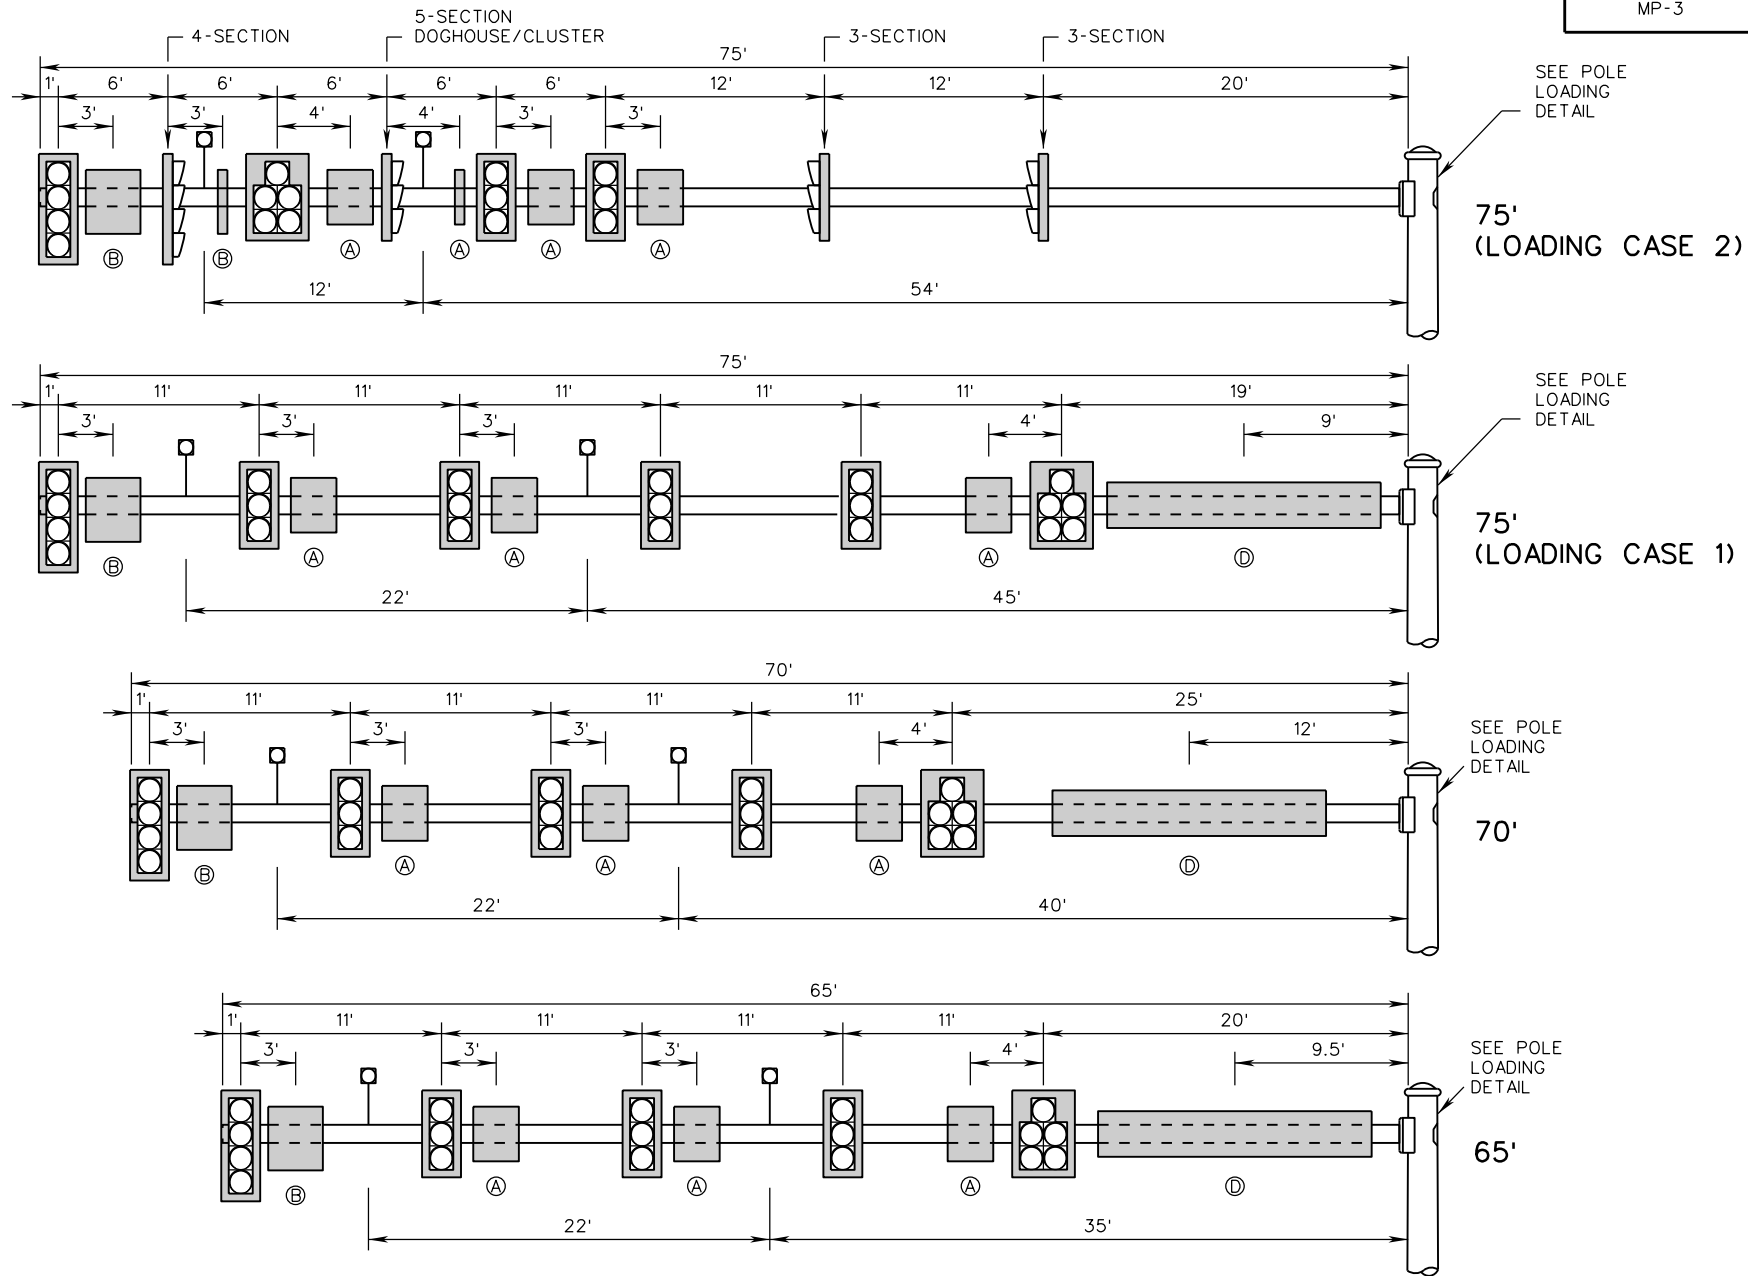 MP-3
5-SECTION
DOGHOUSE/CLUSTER
4-SECTION
3-SECTION
3-SECTION
75'
1' 6' 6' 6' 6' 6' 12' 12' 20'
3' 3' 4' 4' 3' 3'
SEE POLE
LOADING
DETAIL
B B A A A A
12' 54'
75'
(LOADING CASE 2)
75'
1' 11' 11' 11' 11' 11' 19'
3' 3' 3' 4' 9'
SEE POLE
LOADING
DETAIL
B A A A D
22' 45'
75'
(LOADING CASE 1)
70'
1' 11' 11' 11' 11' 25'
3' 3' 3' 4' 12'
SEE POLE
LOADING
DETAIL
B A A A D
22' 40'
70'
65'
1' 11' 11' 11' 11' 20'
3' 3' 3' 4' 9.5'
SEE POLE
LOADING
DETAIL
B A A A D
22' 35'
65'